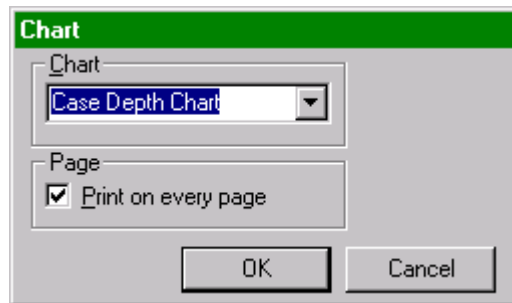 Chart
Chart
Case Depth Chart
Page
Print on every page
OK Cancel